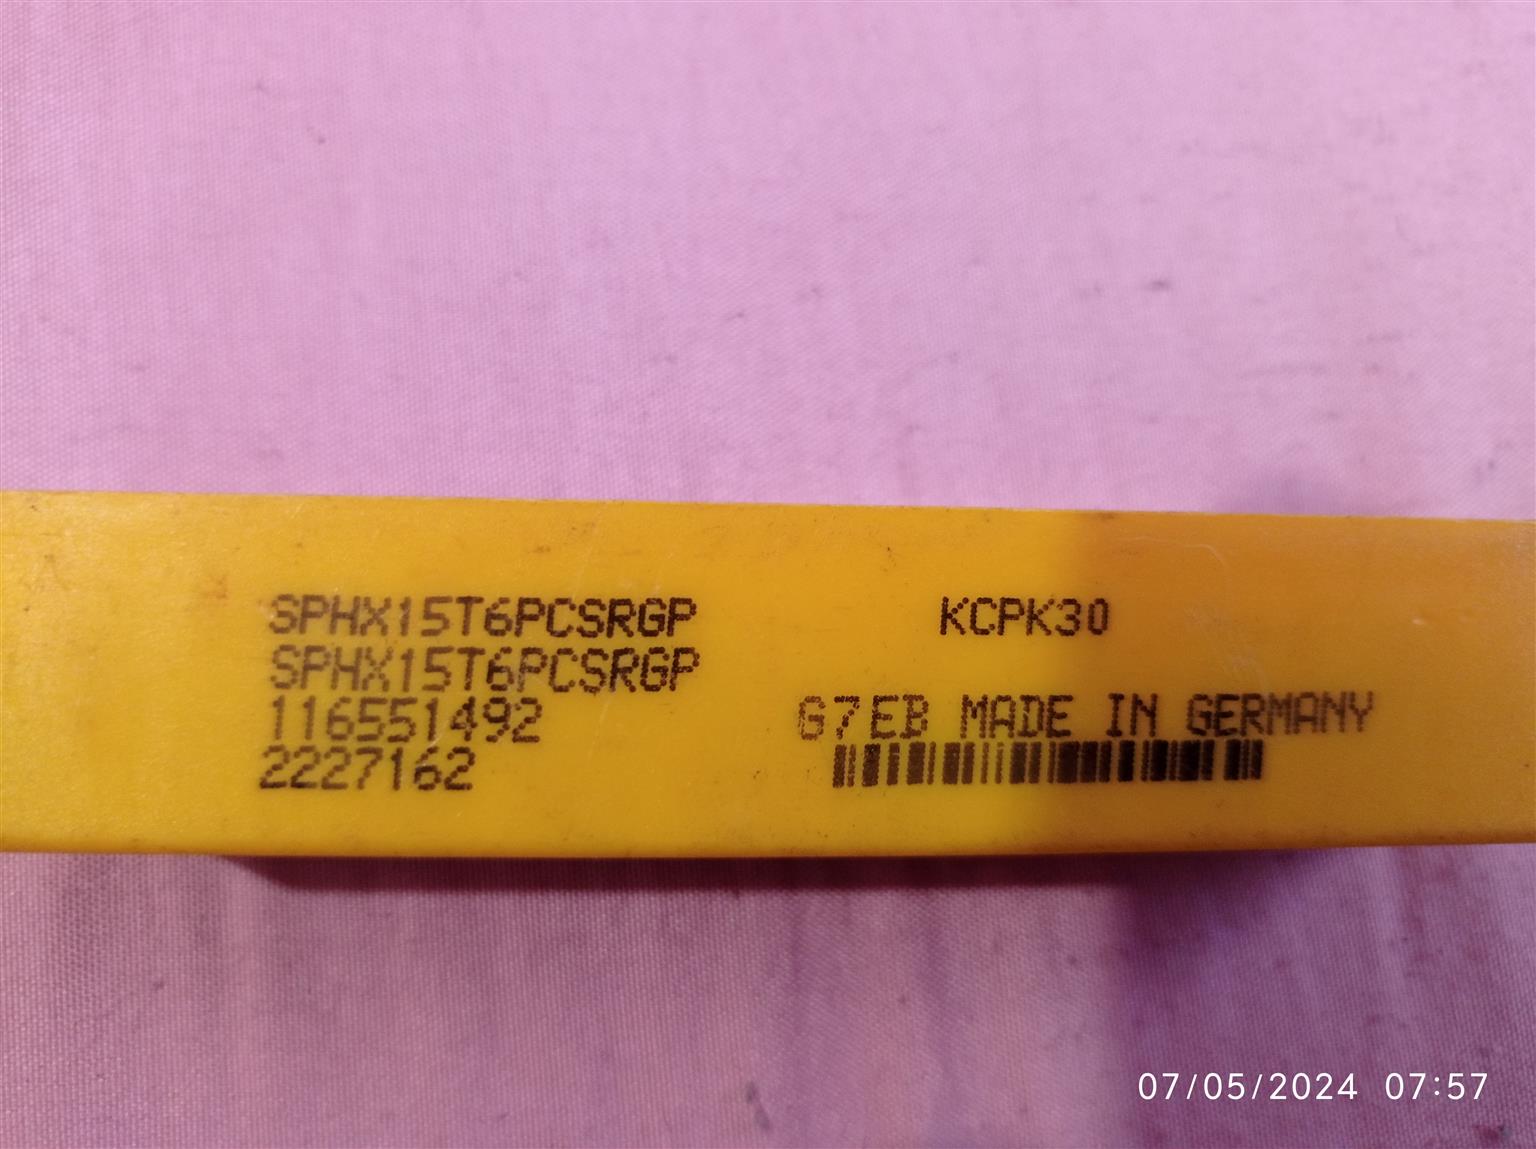 SPHX15T6PCSRGP KCPK30
SPHX15T6PCSRGP
116551492 G7EB MADE IN GERMANY
2227162
07/05/2024 07:57